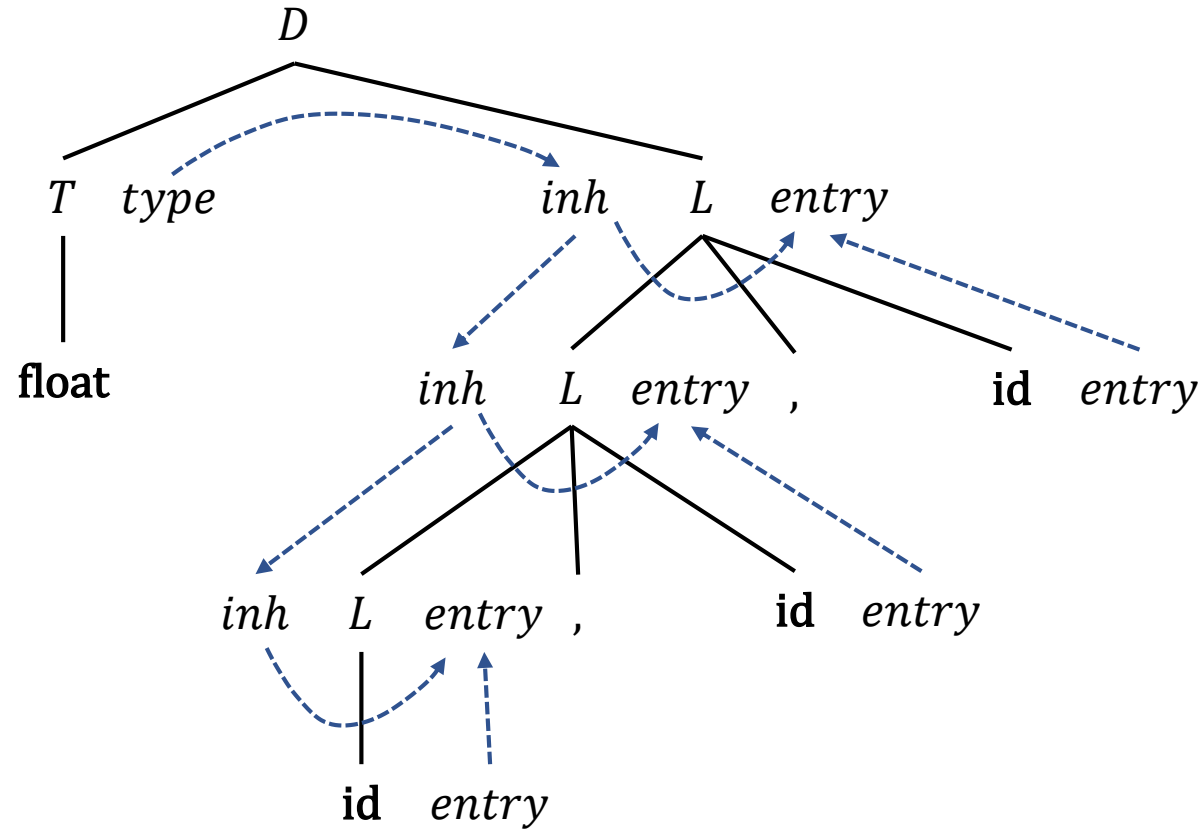 D
T type inh L entry
float inh L entry , id entry
inh L entry , id entry
id entry